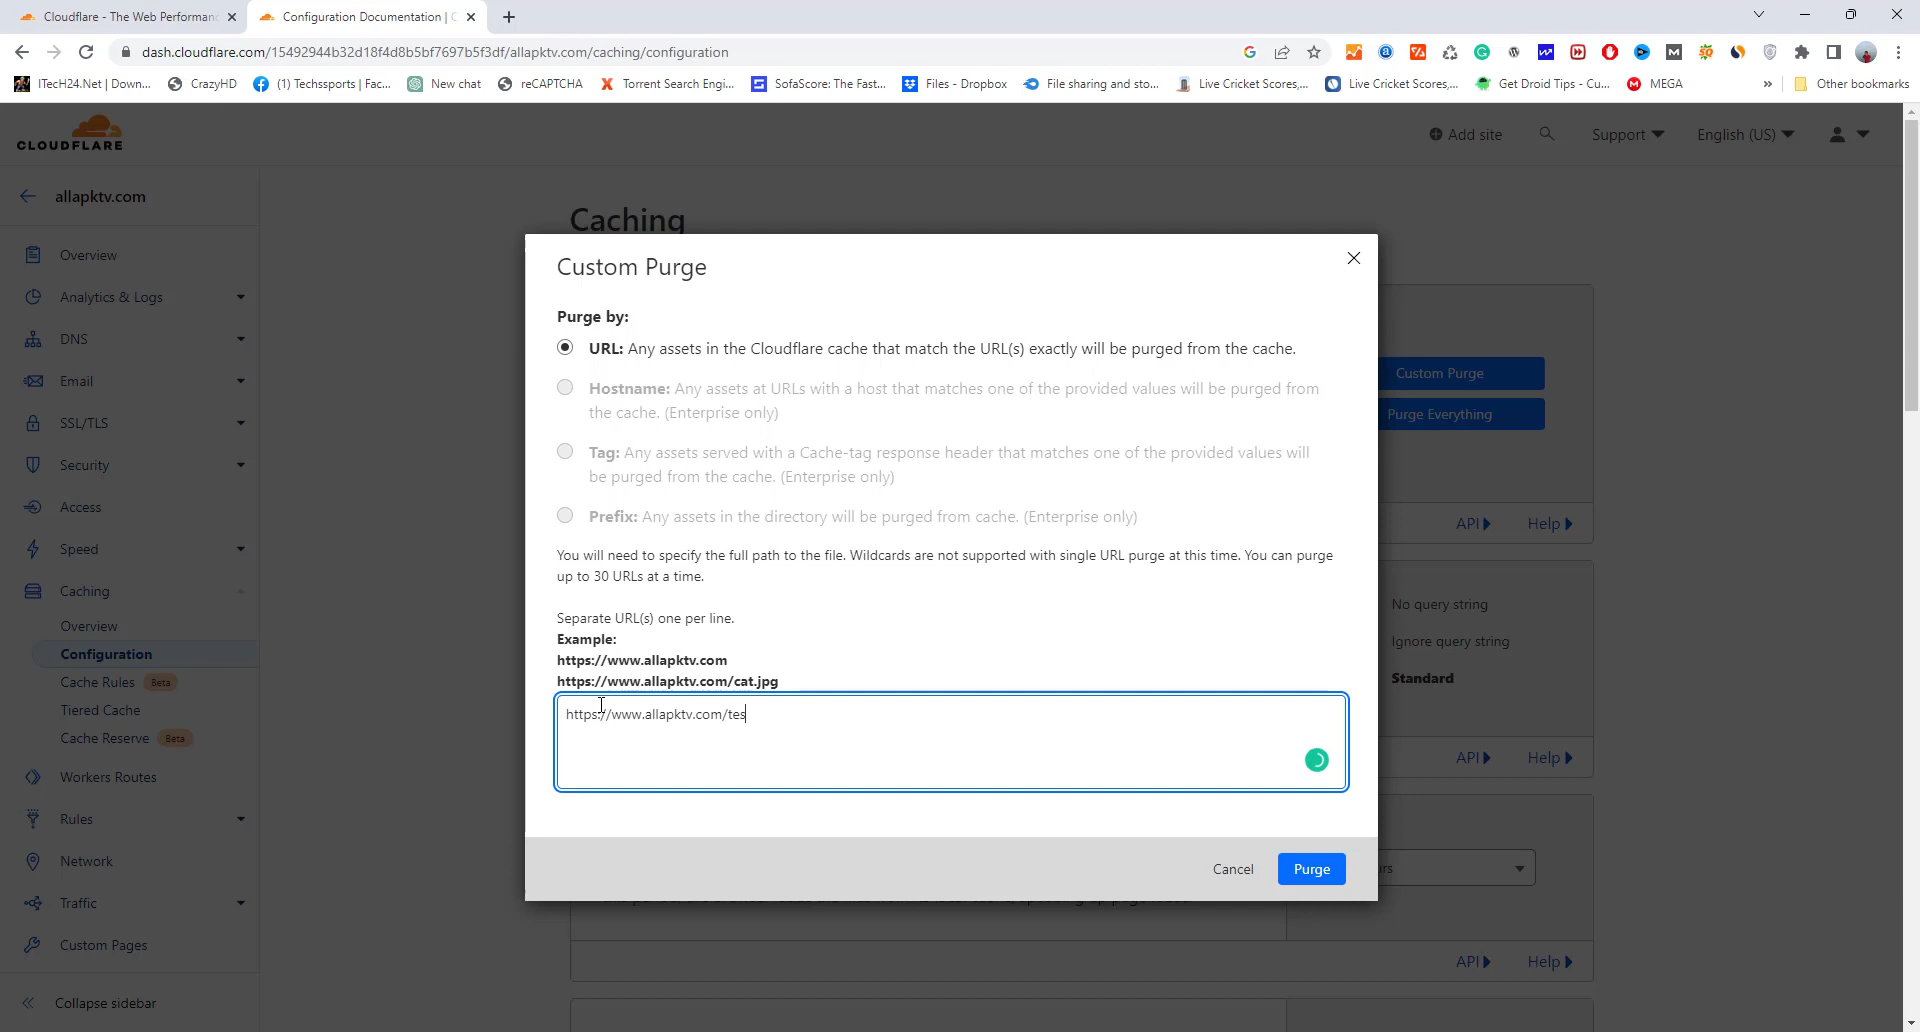 Cloudflare - The Web Performanc
Configuration Documentation | C
dash.cloudflare.com/15492944b32d18f4d8b5bf7697b5f3df/allapktv.com/caching/configuration
ITecH24.Net | Down...
CrazyHD
(1) Techssports | Fac...
New chat
reCAPTCHA
Torrent Search Engi...
SofaScore: The Fast...
Files - Dropbox
File sharing and sto...
Live Cricket Scores,...
Live Cricket Scores,...
Get Droid Tips - Cu...
MEGA
»
Other bookmarks
CLOUDFLARE
Add site
Support
English (US)
allapktv.com
Overview
Analytics & Logs
DNS
Email
SSL/TLS
Security
Access
Speed
Caching
Overview
Configuration
Cache Rules Beta
Tiered Cache
Cache Reserve Beta
Workers Routes
Rules
Network
Traffic
Custom Pages
Collapse sidebar
Caching
Custom Purge
Purge by:
URL: Any assets in the Cloudflare cache that match the URL(s) exactly will be purged from the cache.
Hostname: Any assets at URLs with a host that matches one of the provided values will be purged from
the cache. (Enterprise only)
Tag: Any assets served with a Cache-tag response header that matches one of the provided values will
be purged from the cache. (Enterprise only)
Prefix: Any assets in the directory will be purged from cache. (Enterprise only)
You will need to specify the full path to the file. Wildcards are not supported with single URL purge at this time. You can purge
up to 30 URLs at a time.
Separate URL(s) one per line.
Example:
https://www.allapktv.com
https://www.allapktv.com/cat.jpg
https://www.allapktv.com/tes
Cancel
Purge
Custom Purge
Purge Everything
API
Help
No query string
Ignore query string
Standard
API
Help
API
Help